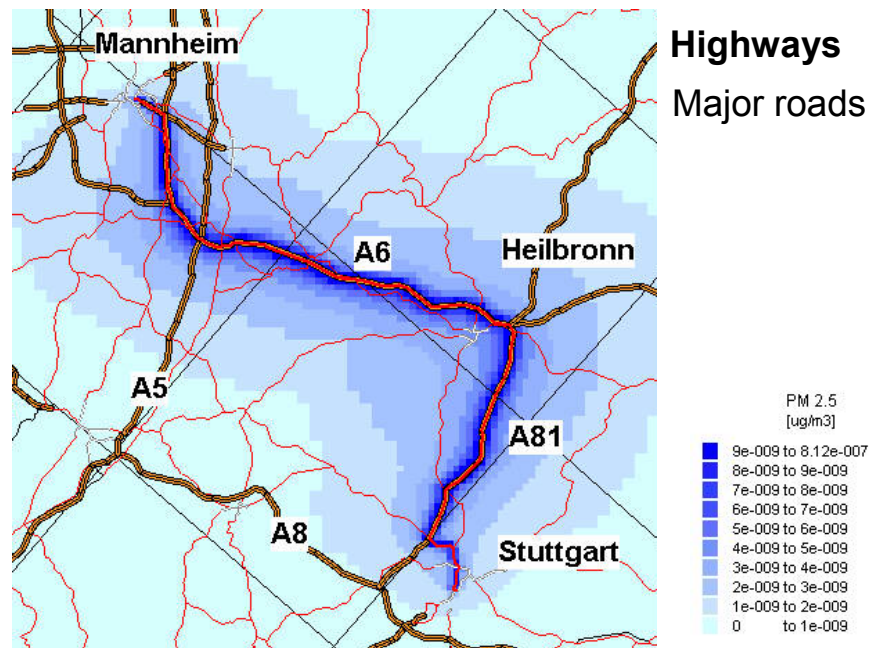 Mannheim
Highways
Major roads
A6
Heilbronn
A5
A81
A8
Stuttgart
PM 2.5
[ug/m3]
9e-009 to 8.12e-007
8e-009 to 9e-009
7e-009 to 8e-009
6e-009 to 7e-009
5e-009 to 6e-009
4e-009 to 5e-009
3e-009 to 4e-009
2e-009 to 3e-009
1e-009 to 2e-009
0 to 1e-009